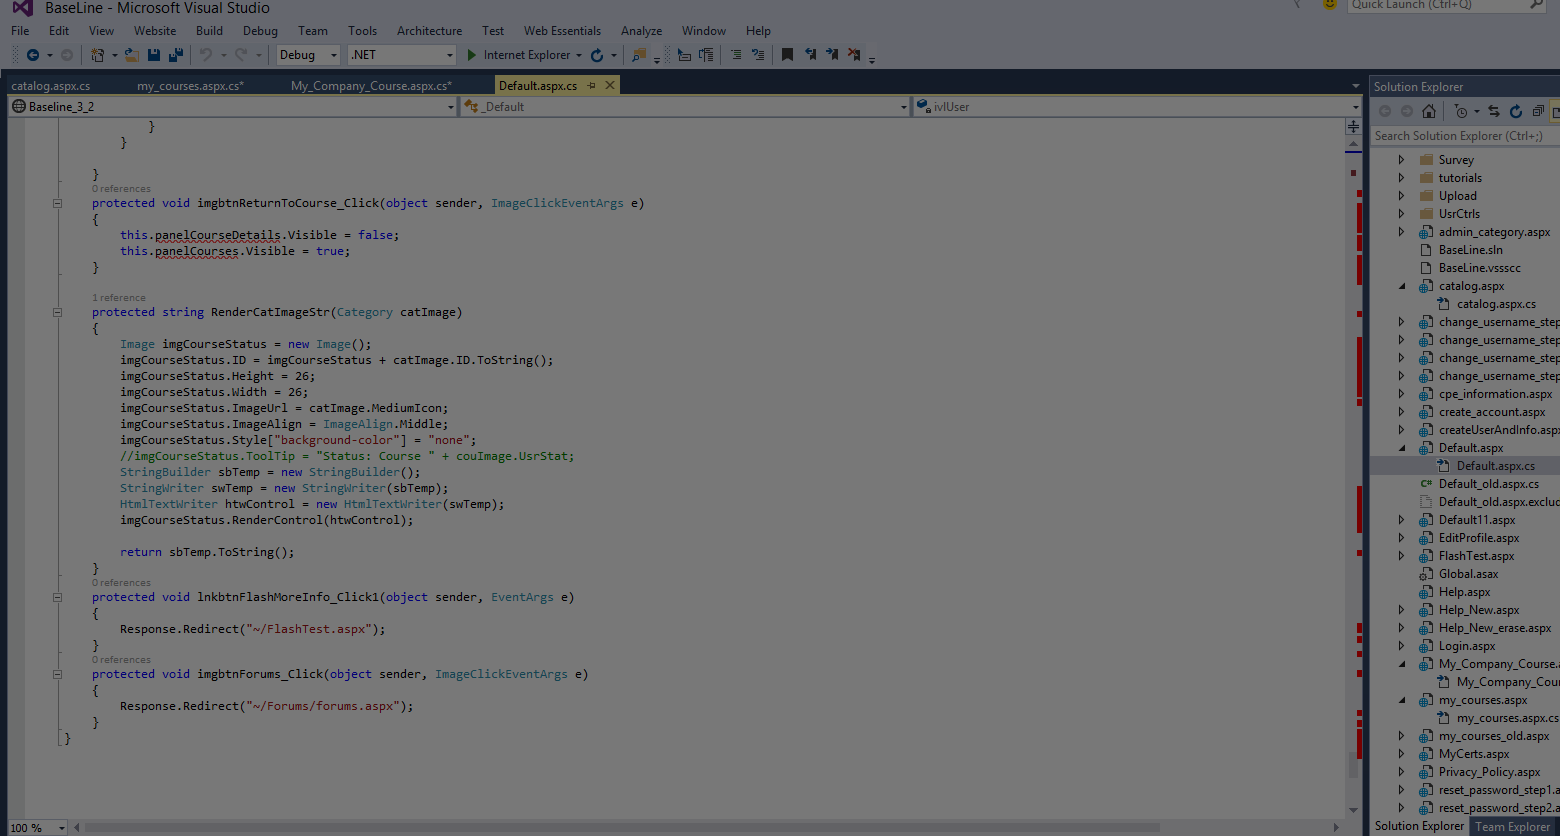 BaseLine - Microsoft Visual Studio
Quick Launch (Ctrl+Q)
File Edit View Website Build Debug Team Tools Architecture Test Web Essentials Analyze Window Help
Debug .NET Internet Explorer
catalog.aspx.cs my_courses.aspx.cs* My_Company_Course.aspx.cs* Default.aspx.cs
Baseline_3_2 _Default ivlUser
}
}
}
0 references
protected void imgbtnReturnToCourse_Click(object sender, ImageClickEventArgs e)
{
this.panelCourseDetails.Visible = false;
this.panelCourses.Visible = true;
}
1 reference
protected string RenderCatImageStr(Category catImage)
{
Image imgCourseStatus = new Image();
imgCourseStatus.ID = imgCourseStatus + catImage.ID.ToString();
imgCourseStatus.Height = 26;
imgCourseStatus.Width = 26;
imgCourseStatus.ImageUrl = catImage.MediumIcon;
imgCourseStatus.ImageAlign = ImageAlign.Middle;
imgCourseStatus.Style["background-color"] = "none";
//imgCourseStatus.ToolTip = "Status: Course " + couImage.UsrStat;
StringBuilder sbTemp = new StringBuilder();
StringWriter swTemp = new StringWriter(sbTemp);
HtmlTextWriter htwControl = new HtmlTextWriter(swTemp);
imgCourseStatus.RenderControl(htwControl);
return sbTemp.ToString();
}
0 references
protected void lnkbtnFlashMoreInfo_Click1(object sender, EventArgs e)
{
Response.Redirect("~/FlashTest.aspx");
}
0 references
protected void imgbtnForums_Click(object sender, ImageClickEventArgs e)
{
Response.Redirect("~/Forums/forums.aspx");
}
}
100 %
Solution Explorer
Search Solution Explorer (Ctrl+;)
Survey
tutorials
Upload
UsrCtrls
admin_category.aspx
BaseLine.sln
BaseLine.vssscc
catalog.aspx
catalog.aspx.cs
change_username_step
change_username_step
change_username_step
change_username_step
cpe_information.aspx
create_account.aspx
createUserAndInfo.aspx
Default.aspx
Default.aspx.cs
C# Default_old.aspx.cs
Default_old.aspx.exclud
Default11.aspx
EditProfile.aspx
FlashTest.aspx
Global.asax
Help.aspx
Help_New.aspx
Help_New_erase.aspx
Login.aspx
My_Company_Course.a
My_Company_Cour
my_courses.aspx
my_courses.aspx.cs
my_courses_old.aspx
MyCerts.aspx
Privacy_Policy.aspx
reset_password_step1.a
reset_password_step2.a
Solution Explorer Team Explorer